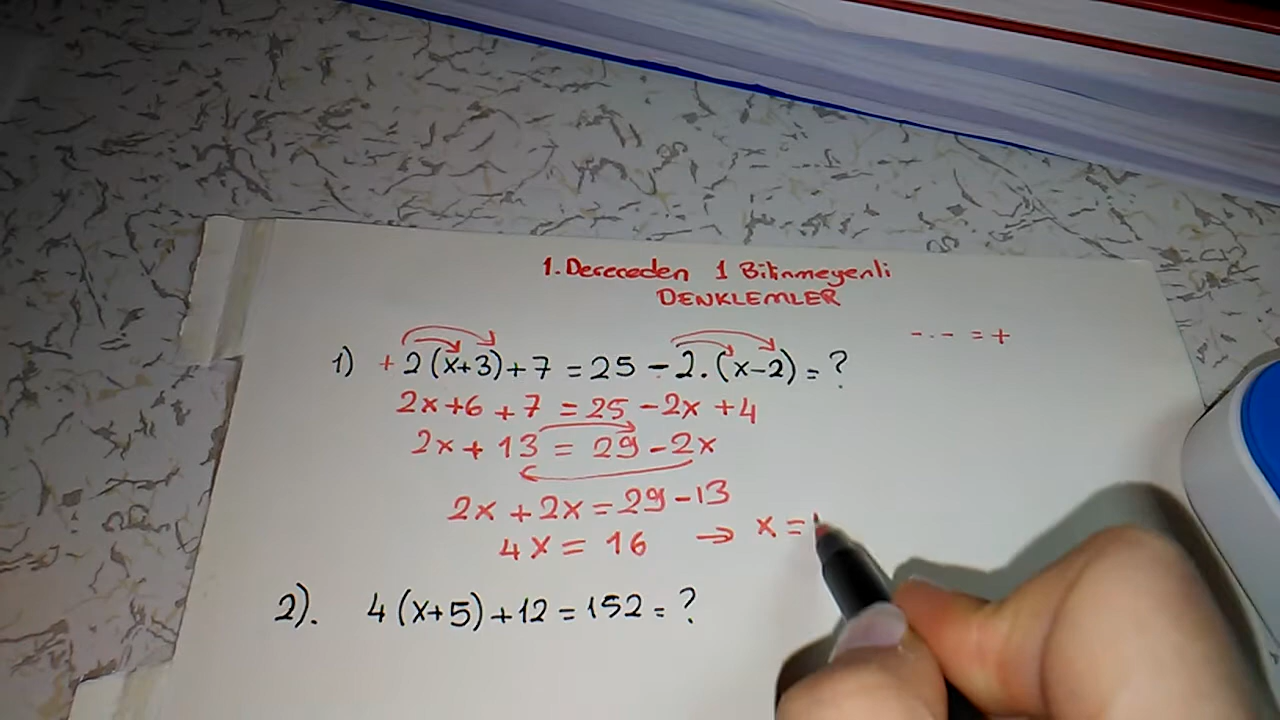 1. Dereceden 1 Bilinmeyenli
DENKLEMLER
-.- = +
1) +2(x+3)+7=25-2.(x-2)=?
2x+6+7=25-2x+4
2x+13=29-2x
2x+2x=29-13
4x=16 → x=
2). 4(x+5)+12=152=?